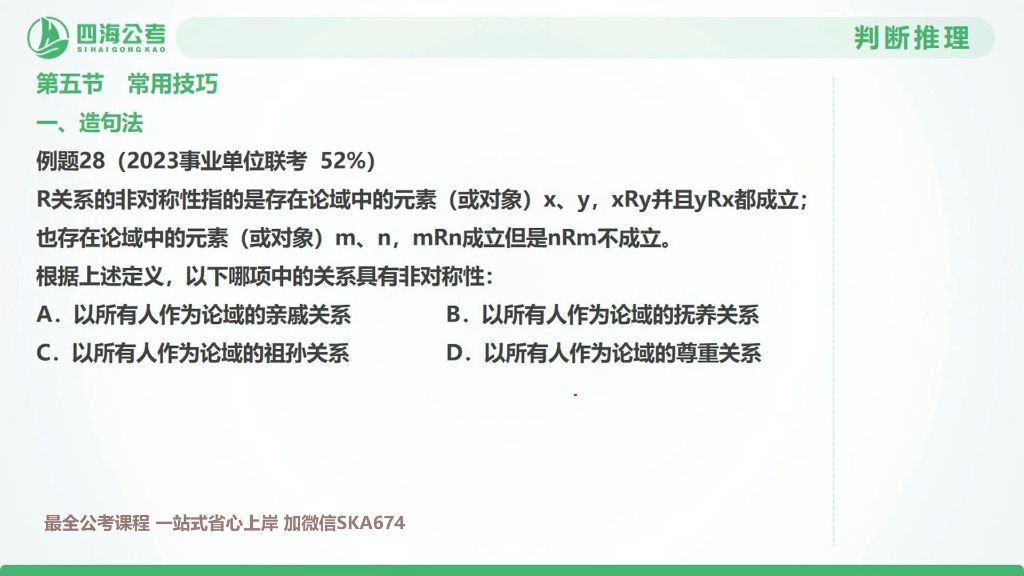 四海公考
SIHAIGONGKAO
判断推理
第五节 常用技巧
一、造句法
例题28（2023事业单位联考 52%）
R关系的非对称性指的是存在论域中的元素（或对象）x、y，xRy并且yRx都成立；
也存在论域中的元素（或对象）m、n，mRn成立但是nRm不成立。
根据上述定义，以下哪项中的关系具有非对称性：
A．以所有人作为论域的亲戚关系 B．以所有人作为论域的抚养关系
C．以所有人作为论域的祖孙关系 D．以所有人作为论域的尊重关系
最全公考课程 一站式省心上岸 加微信SKA674